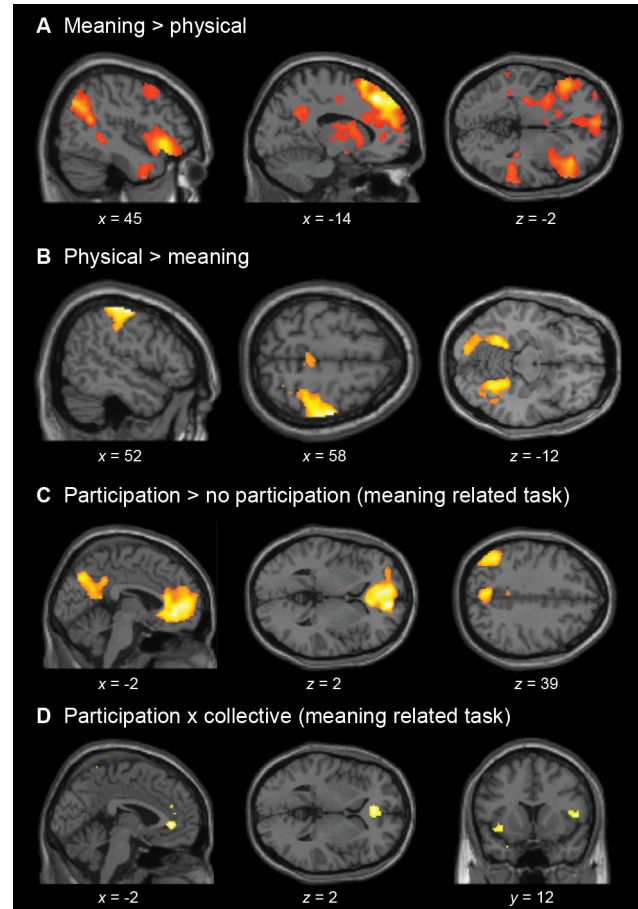 A Meaning > physical
x = 45
x = -14
z = -2
B Physical > meaning
x = 52
x = 58
z = -12
C Participation > no participation (meaning related task)
x = -2
z = 2
z = 39
D Participation x collective (meaning related task)
x = -2
z = 2
y = 12